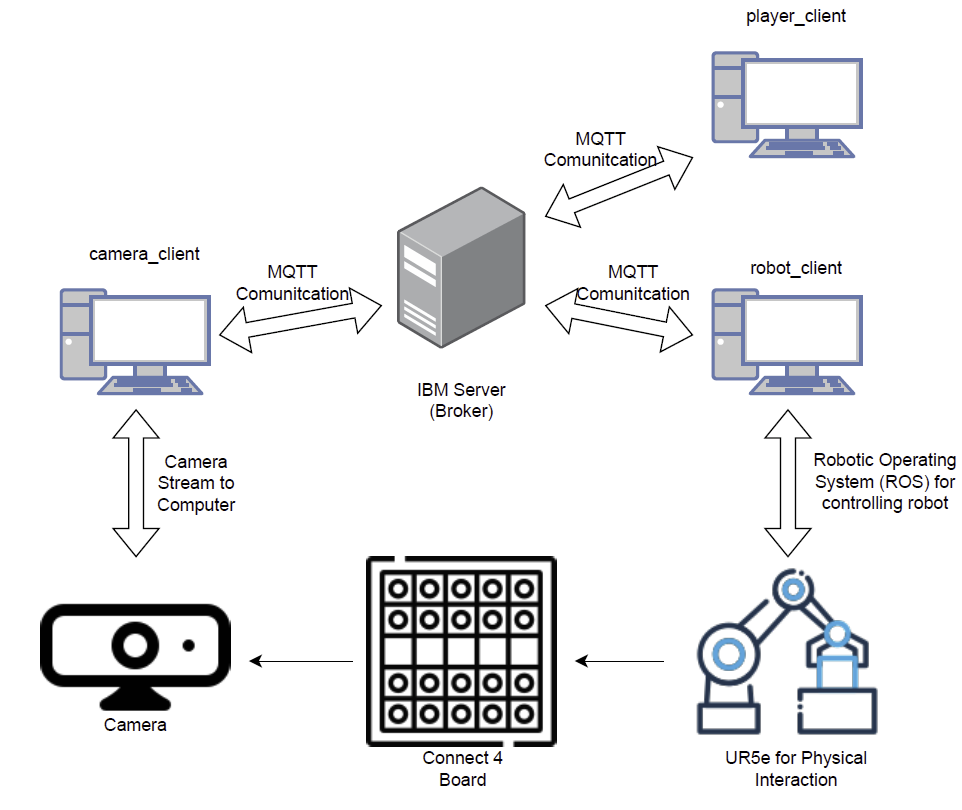 player_client
MQTT
Comunitcation
camera_client
MQTT
Comunitcation
MQTT
Comunitcation
robot_client
IBM Server
(Broker)
Camera
Stream to
Computer
Robotic Operating
System (ROS) for
controlling robot
Camera
Connect 4
Board
UR5e for Physical
Interaction